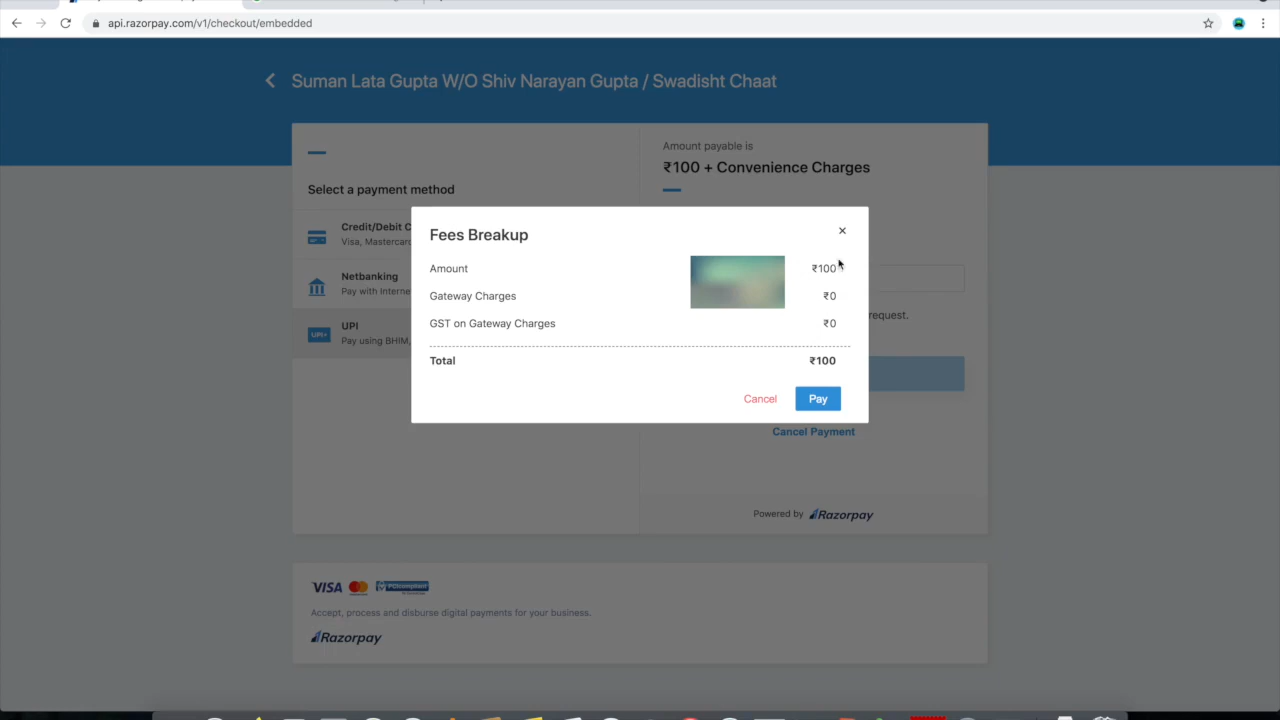 api.razorpay.com/v1/checkout/embedded
Suman Lata Gupta W/O Shiv Narayan Gupta / Swadisht Chaat
Select a payment method
Credit/Debit C
Visa, Mastercard
Netbanking
Pay with Interne
UPI
Pay using BHIM,
Amount payable is
₹100 + Convenience Charges
Fees Breakup
×
Amount ₹100
Gateway Charges ₹0
GST on Gateway Charges ₹0
Total ₹100
Cancel Pay
request.
Cancel Payment
Powered by Razorpay
VISA
Accept, process and disburse digital payments for your business.
Razorpay